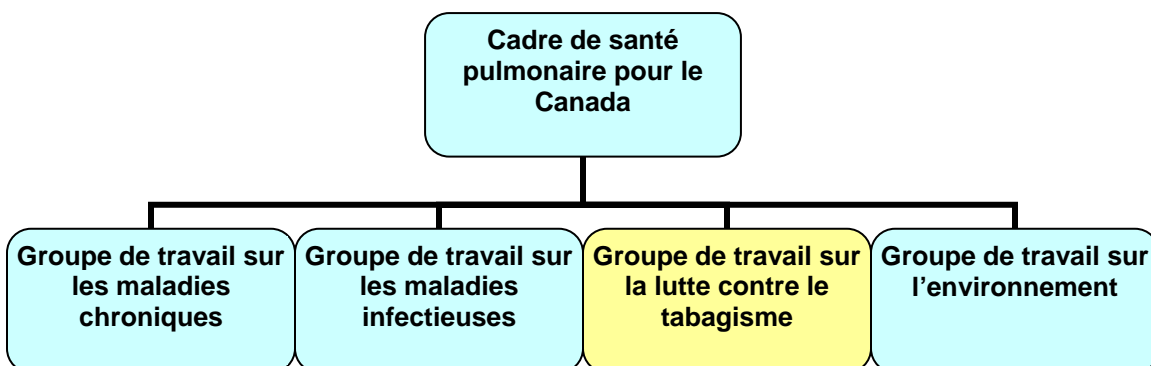 Cadre de santé
pulmonaire pour le
Canada
Groupe de travail sur
les maladies
chroniques
Groupe de travail sur
les maladies
infectieuses
Groupe de travail sur
la lutte contre le
tabagisme
Groupe de travail sur
l'environnement